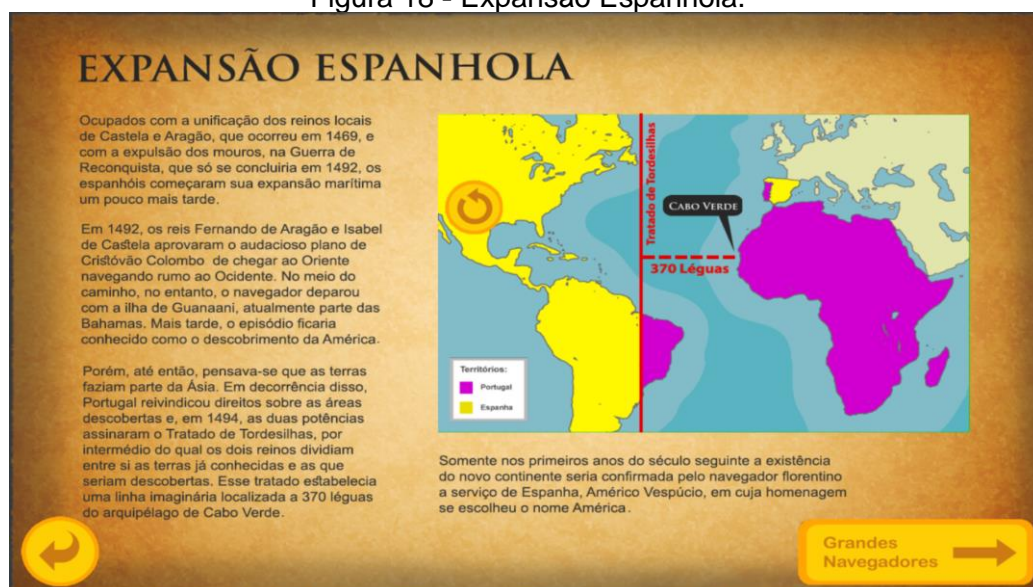 Figura 18 - Expansão Espanhola.
EXPANSÃO ESPANHOLA
Ocupados com a unificação dos reinos locais
de Castela e Aragão, que ocorreu em 1469, e
com a expulsão dos mouros, na Guerra de
Reconquista, que só se concluiria em 1492, os
espanhóis começaram sua expansão marítima
um pouco mais tarde.
Em 1492, os reis Fernando de Aragão e Isabel
de Castela aprovaram o audacioso plano de
Cristóvão Colombo de chegar ao Oriente
navegando rumo ao Ocidente. No meio do
caminho, no entanto, o navegador deparou
com a ilha de Guanaani, atualmente parte das
Bahamas. Mais tarde, o episódio ficaria
conhecido como o descobrimento da América.
Porém, até então, pensava-se que as terras
faziam parte da Ásia. Em decorrência disso,
Portugal reivindicou direitos sobre as áreas
descobertas e, em 1494, as duas potências
assinaram o Tratado de Tordesilhas, por
intermédio do qual os dois reinos dividiam
entre si as terras já conhecidas e as que
seriam descobertas. Esse tratado estabelecia
uma linha imaginária localizada a 370 léguas
do arquipélago de Cabo Verde.
Tratado de Tordesilhas
CABO VERDE
370 Léguas
Territórios:
Portugal
Espanha
Somente nos primeiros anos do século seguinte a existência
do novo continente seria confirmada pelo navegador florentino
a serviço de Espanha, Américo Vespúcio, em cuja homenagem
se escolheu o nome América.
Grandes
Navegadores